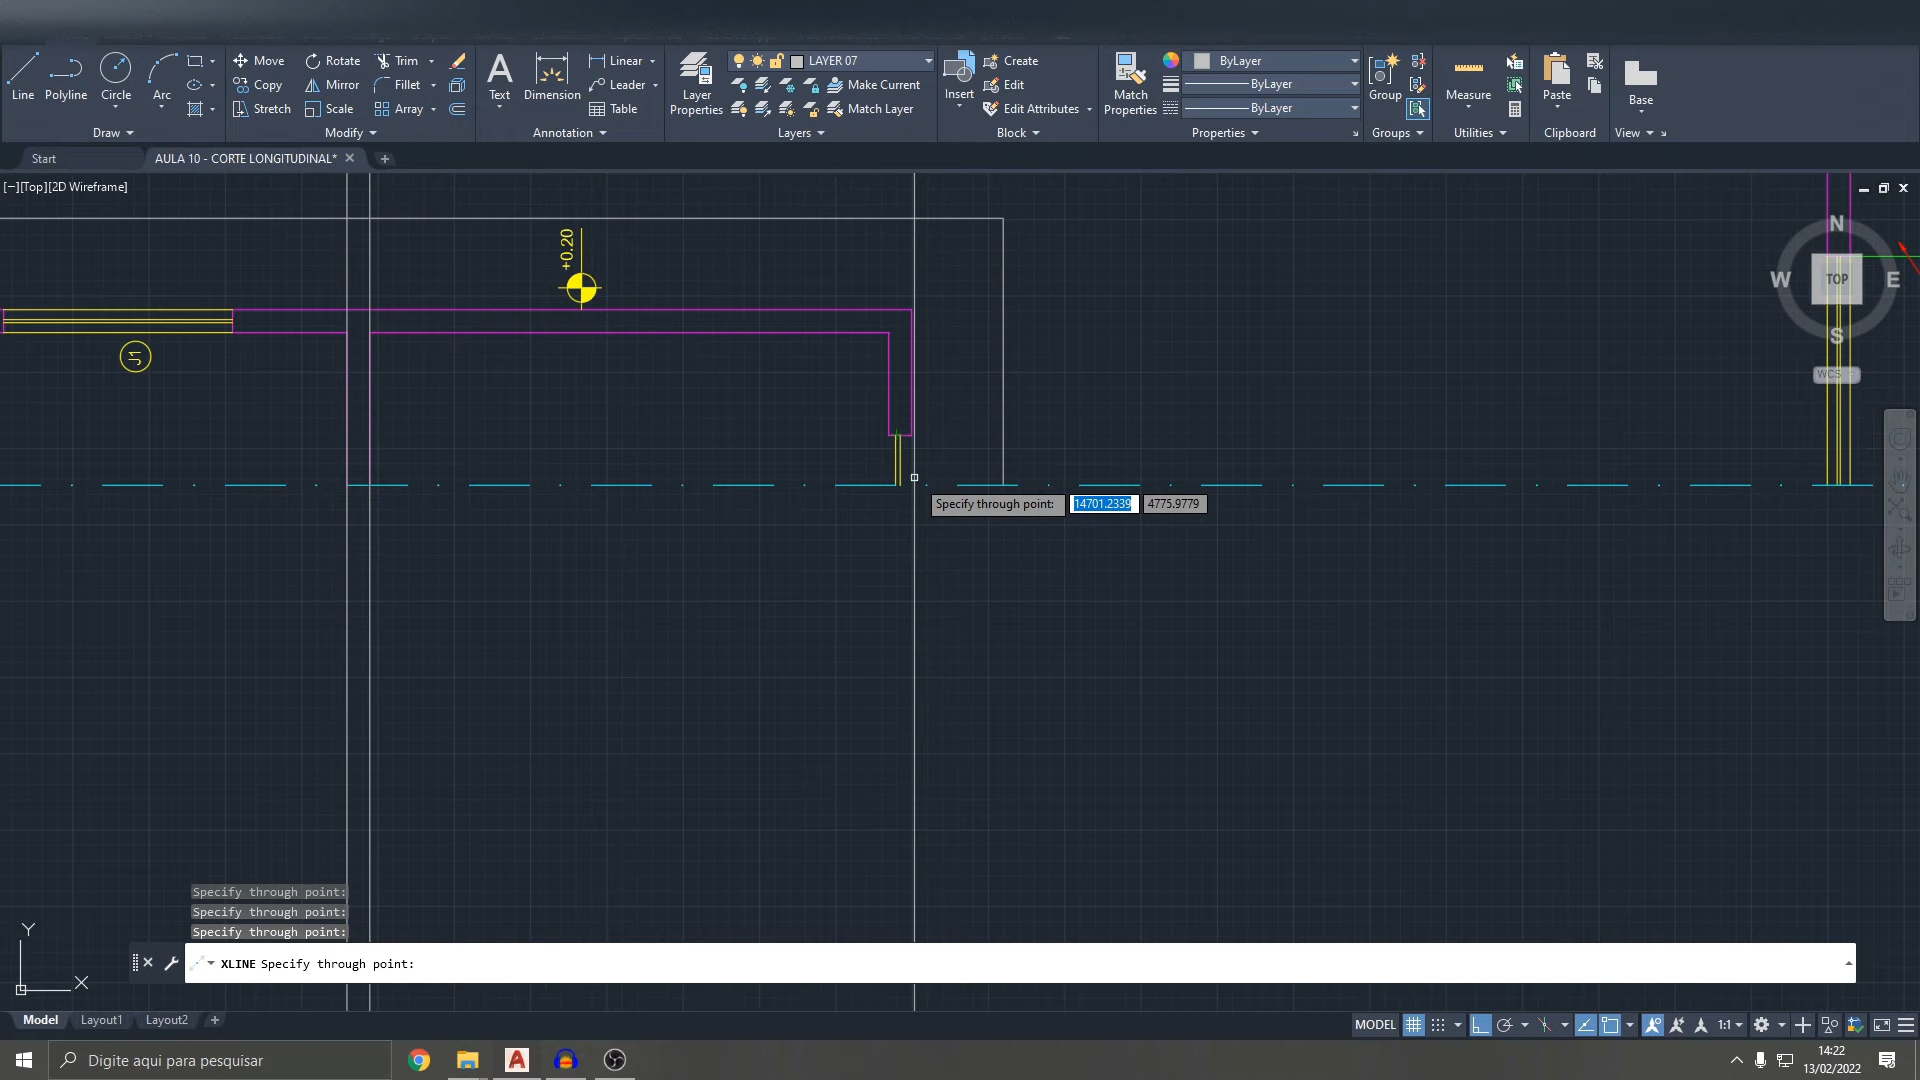 Line
Polyline
Circle
Arc
Draw
Move
Rotate
Trim
Copy
Mirror
Fillet
Stretch
Scale
Array
Modify
Text
Dimension
Linear
Leader
Table
Annotation
Layer Properties
LAYER 07
Make Current
Match Layer
Layers
Insert
Create
Edit
Edit Attributes
Block
Match Properties
ByLayer
ByLayer
ByLayer
Properties
Group
Groups
Measure
Utilities
Paste
Clipboard
Base
View
Start
AULA 10 - CORTE LONGITUDINAL*
[−][Top][2D Wireframe]
N
W
TOP
E
S
WCS
+0.20
J1
Specify through point:
14701.2339
4775.9779
Specify through point:
Specify through point:
Specify through point:
XLINE Specify through point:
Y
X
Model
Layout1
Layout2
MODEL
1:1
Digite aqui para pesquisar
14:22
13/02/2022